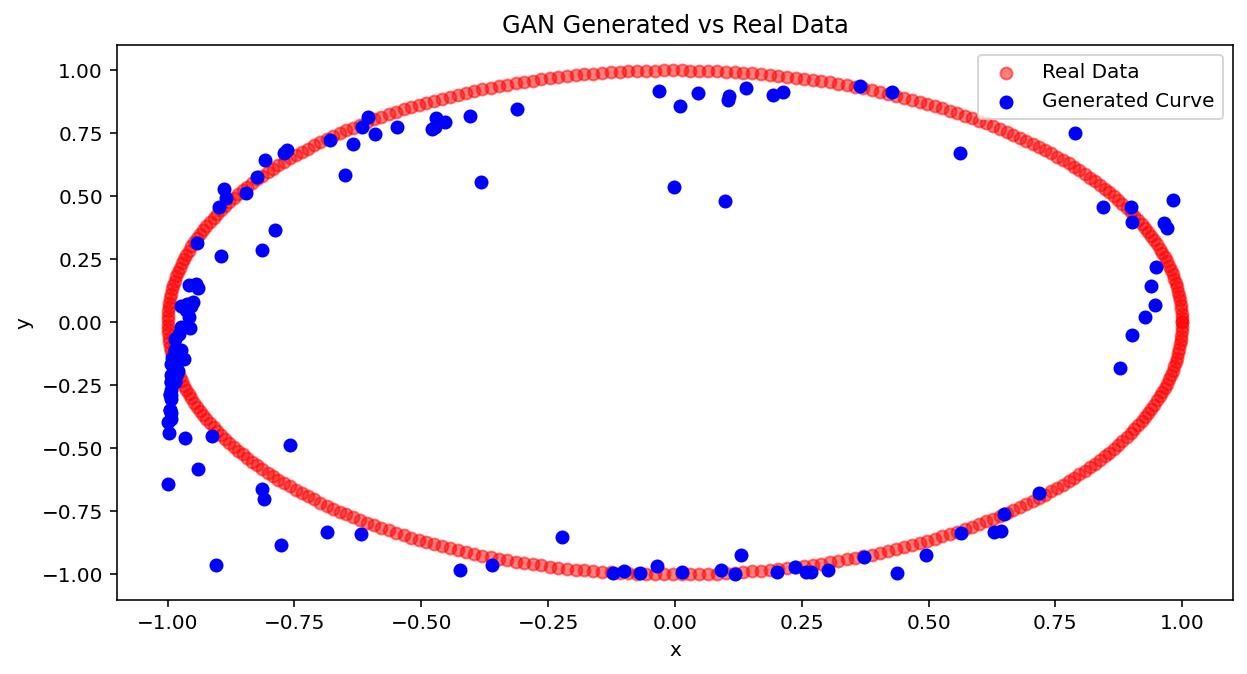 GAN Generated vs Real Data
Real Data
Generated Curve
1.00
0.75
0.50
0.25
0.00
−0.25
−0.50
−0.75
−1.00
y
−1.00 −0.75 −0.50 −0.25 0.00 0.25 0.50 0.75 1.00
x